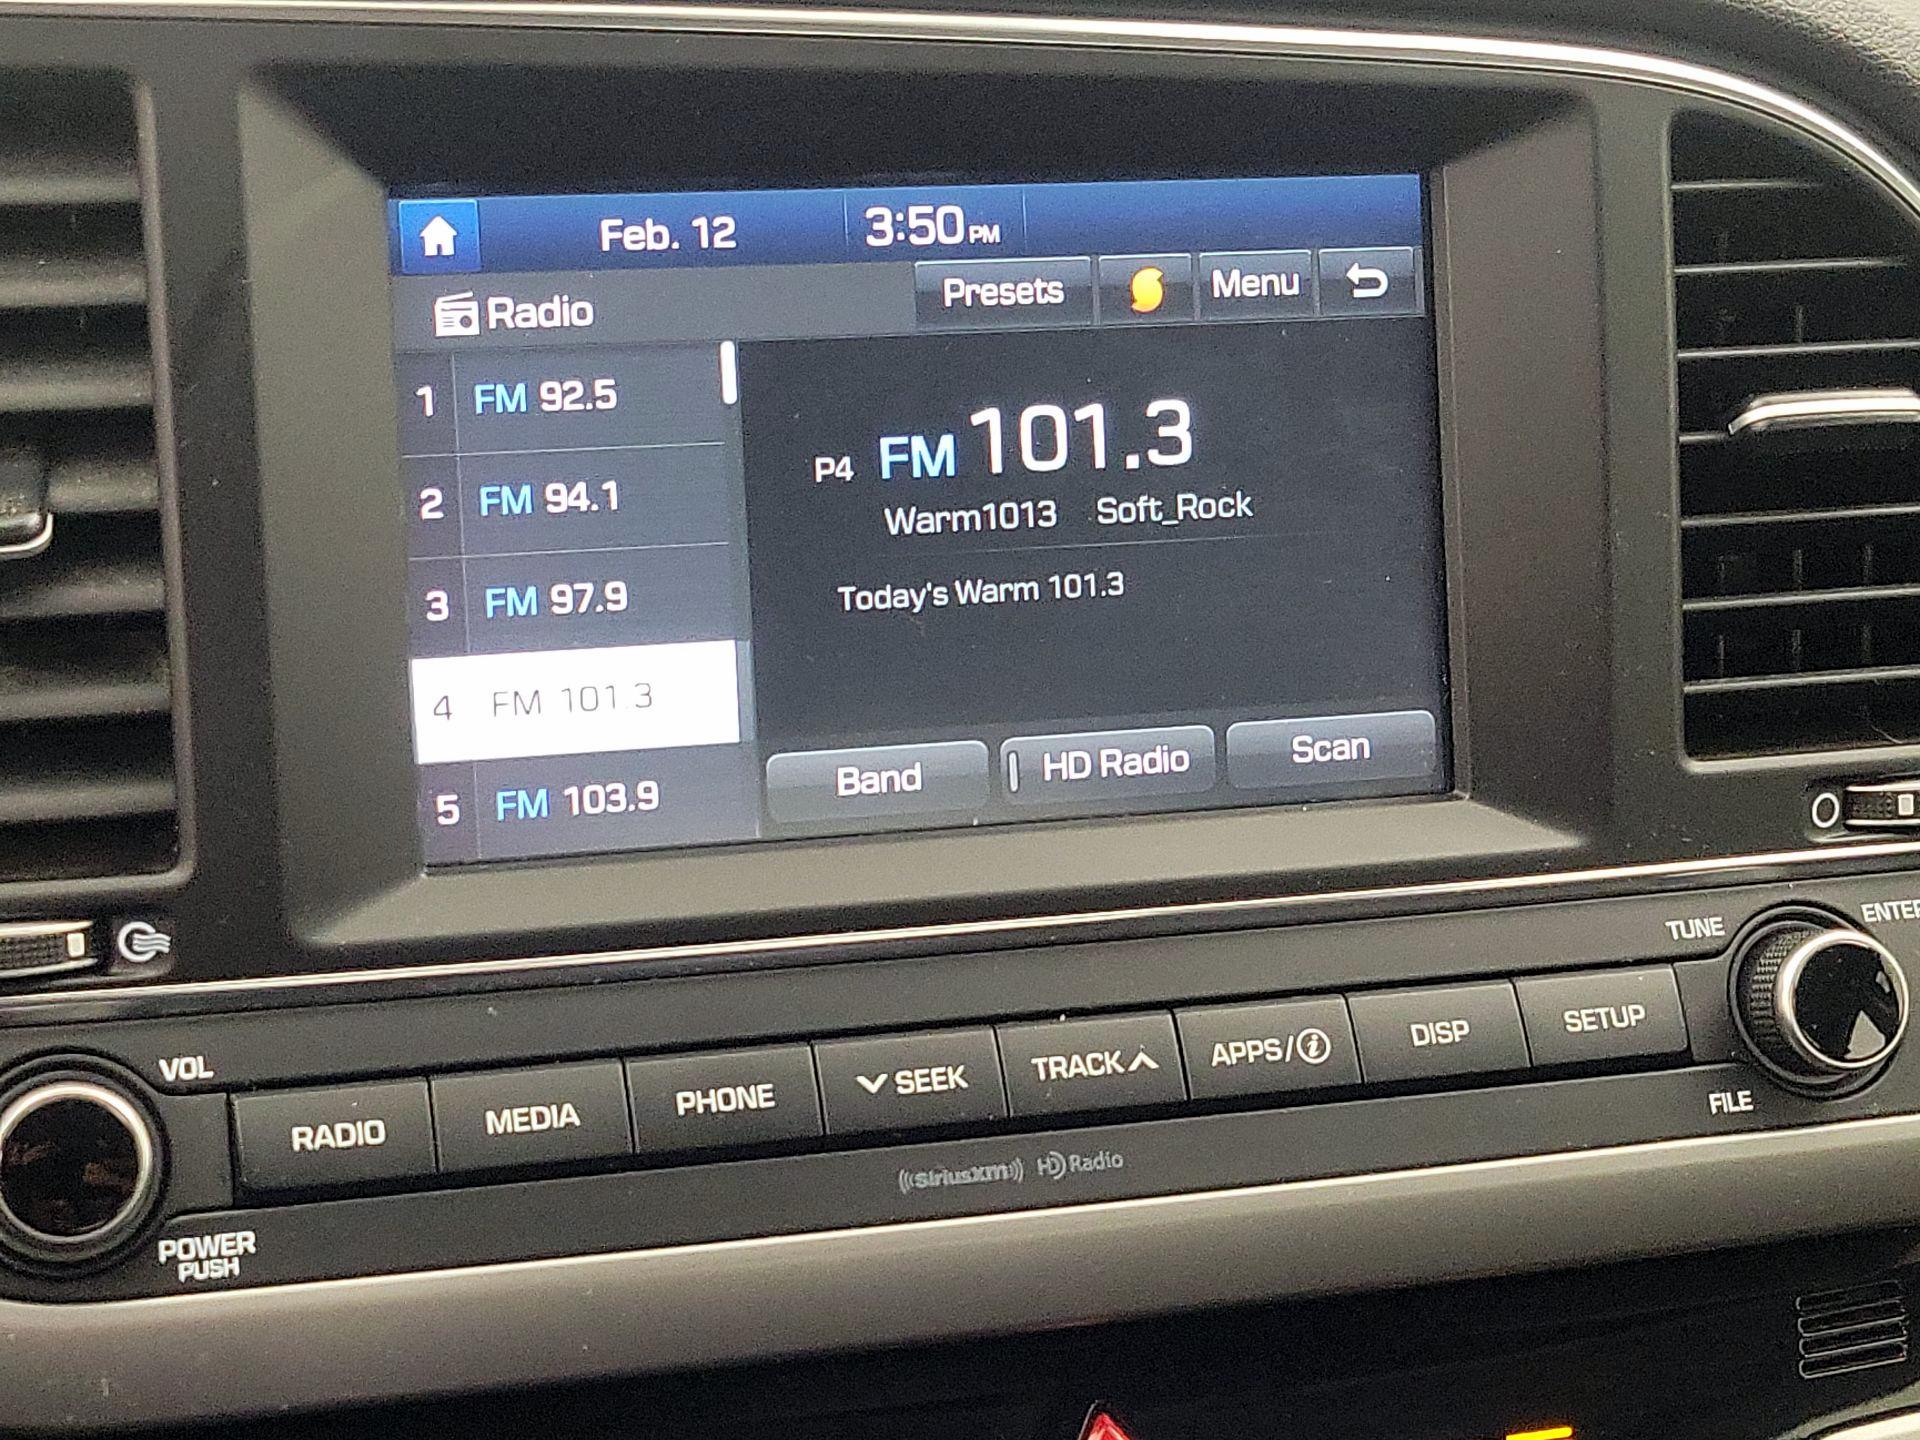 Feb. 12 3:50 PM
Radio Presets Menu
1 FM 92.5
2 FM 94.1
3 FM 97.9
4 FM 101.3
5 FM 103.9
P4 FM 101.3
Warm1013 Soft_Rock
Today's Warm 101.3
Band HD Radio Scan
TUNE ENTER
VOL
RADIO MEDIA PHONE SEEK TRACK APPS/i DISP SETUP
FILE
SiriusXM HD Radio
POWER
PUSH